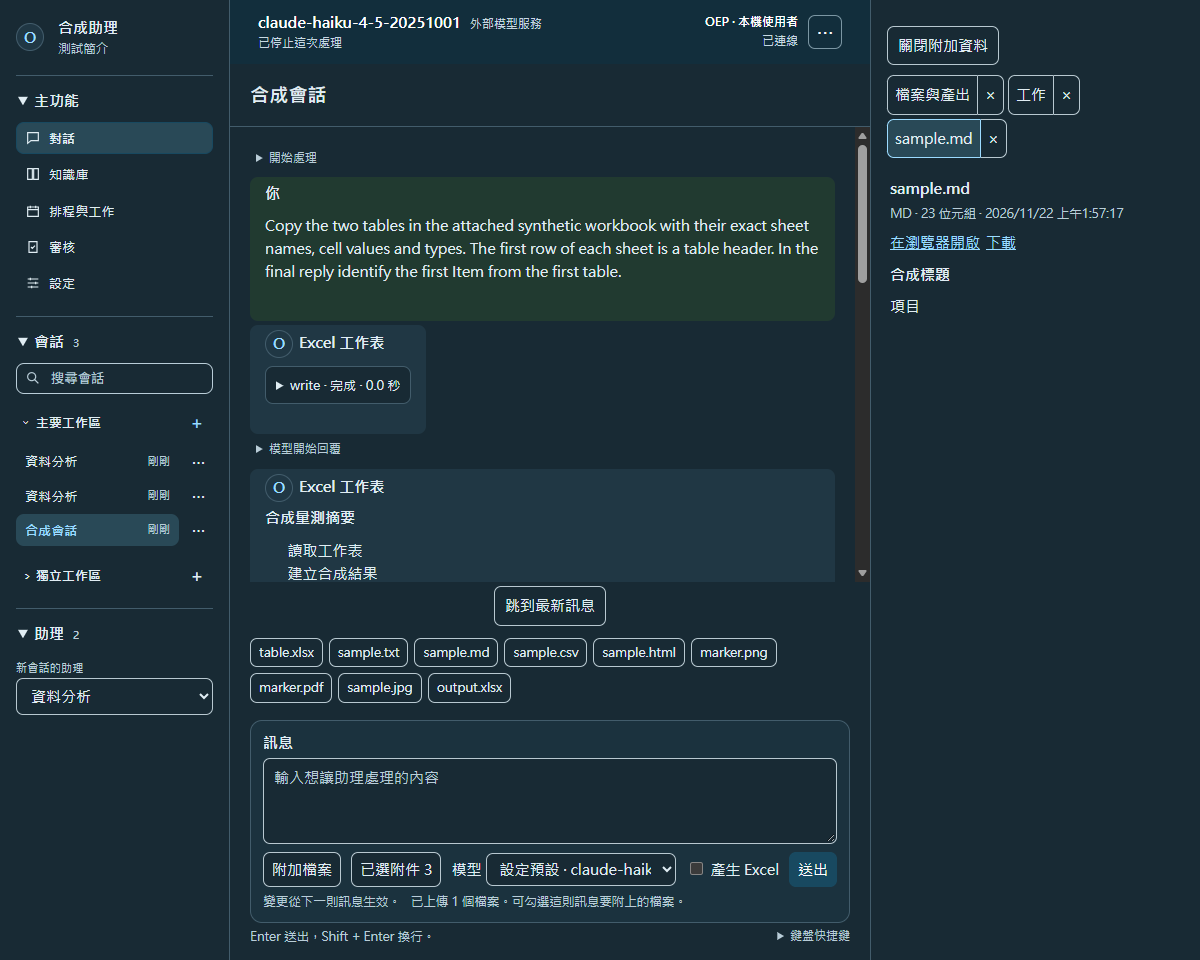 O
合成助理
測試簡介
▼ 主功能
對話
知識庫
排程與工作
審核
設定
▼ 會話 3
搜尋會話
主要工作區 +
資料分析 剛剛 ...
資料分析 剛剛 ...
合成會話 剛剛 ...
獨立工作區 +
▼ 助理 2
新會話的助理
資料分析
claude-haiku-4-5-20251001 外部模型服務
已停止這次處理
OEP · 本機使用者
已連線
...
合成會話
▶ 開始處理
你
Copy the two tables in the attached synthetic workbook with their exact sheet
names, cell values and types. The first row of each sheet is a table header. In the
final reply identify the first Item from the first table.
O Excel 工作表
▶ write · 完成 · 0.0 秒
▶ 模型開始回覆
O Excel 工作表
合成量測摘要
讀取工作表
建立合成結果
跳到最新訊息
table.xlsx sample.txt sample.md sample.csv sample.html marker.png
marker.pdf sample.jpg output.xlsx
訊息
輸入想讓助理處理的內容
附加檔案 已選附件 3 模型 設定預設 · claude-haik 產生 Excel 送出
變更從下一則訊息生效。 已上傳 1 個檔案。可勾選這則訊息要附上的檔案。
Enter 送出，Shift + Enter 換行。
▶ 鍵盤快捷鍵
關閉附加資料
檔案與產出 × 工作 ×
sample.md ×
sample.md
MD · 23 位元組 · 2026/11/22 上午1:57:17
在瀏覽器開啟 下載
合成標題
項目